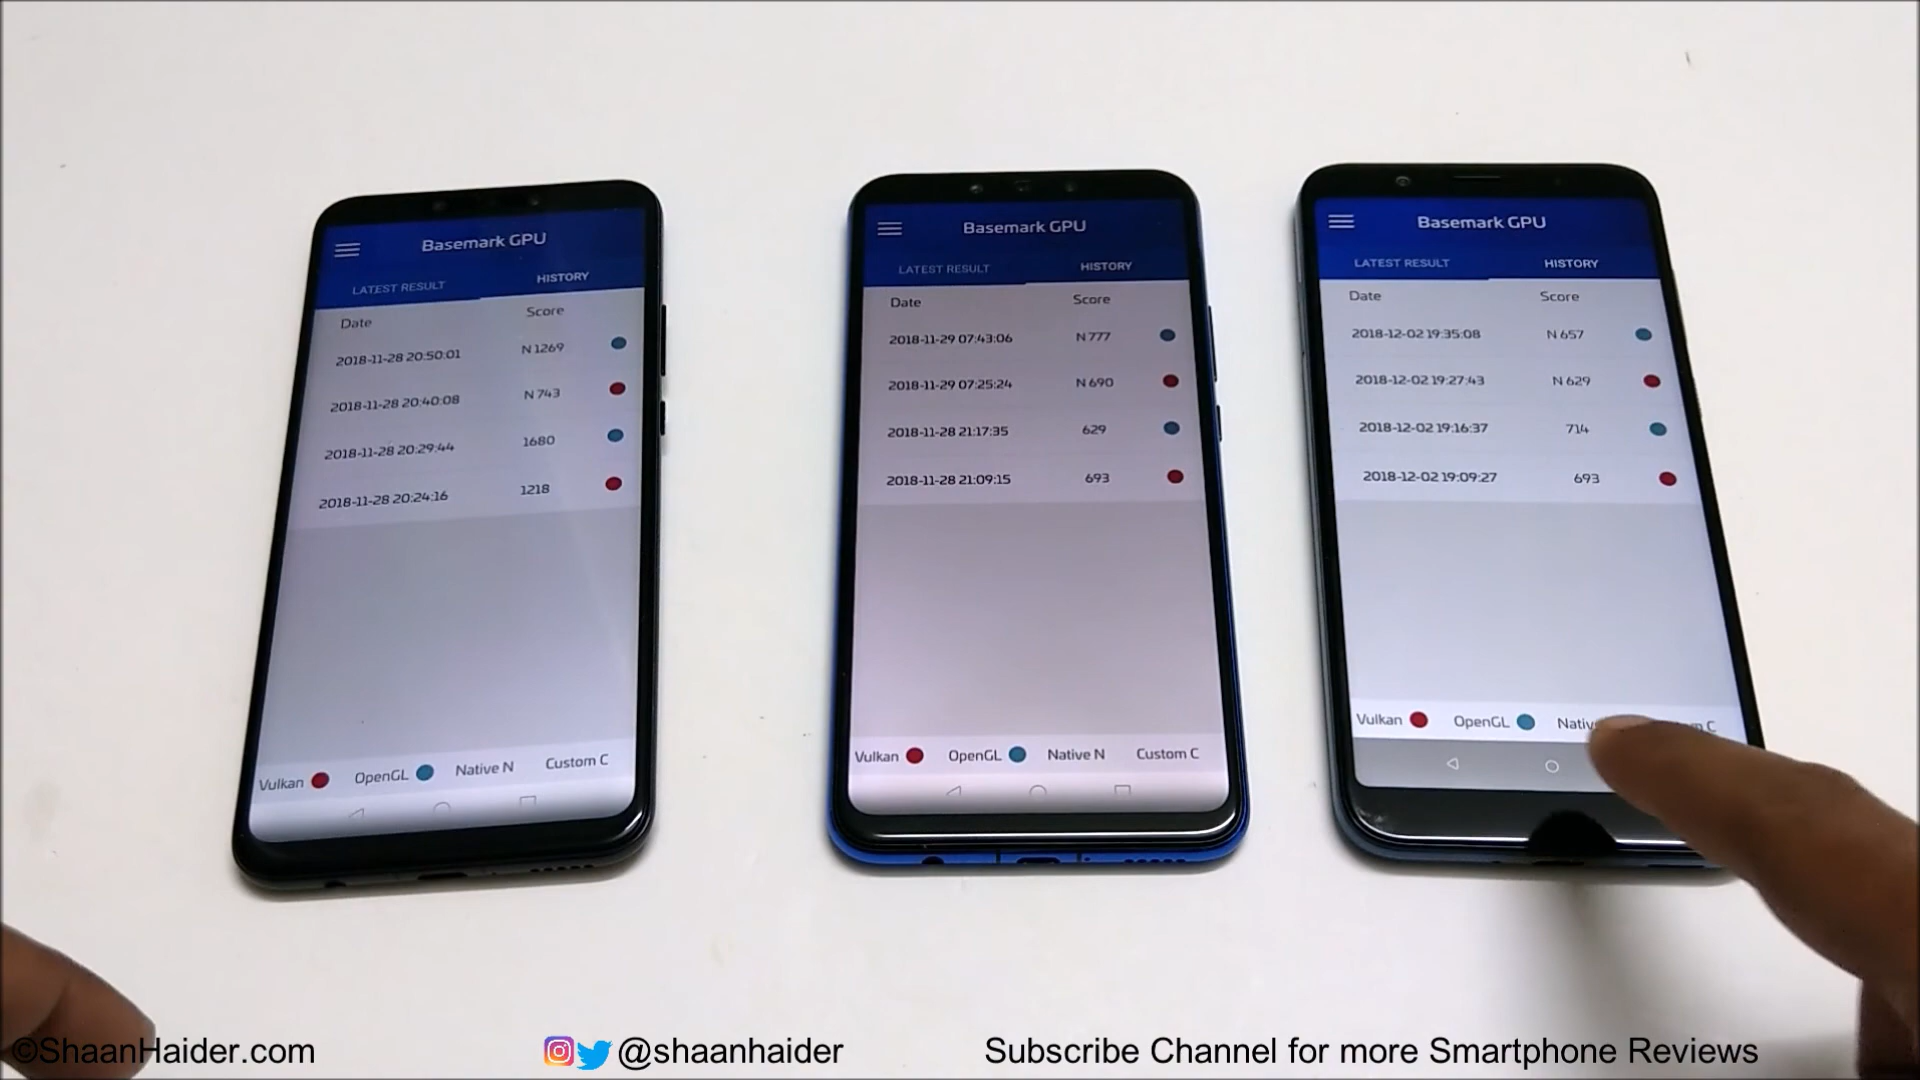 Basemark GPU
LATEST RESULT HISTORY
Date Score
2018-11-28 20:50:01 N 1269
2018-11-28 20:40:08 N 743
2018-11-28 20:29:44 1680
2018-11-28 20:24:16 1218
Vulkan OpenGL Native N Custom C
Basemark GPU
LATEST RESULT HISTORY
Date Score
2018-11-29 07:43:06 N 777
2018-11-29 07:25:24 N 690
2018-11-28 21:17:35 629
2018-11-28 21:09:15 693
Vulkan OpenGL Native N Custom C
Basemark GPU
LATEST RESULT HISTORY
Date Score
2018-12-02 19:35:08 N 657
2018-12-02 19:27:43 N 629
2018-12-02 19:16:37 714
2018-12-02 19:09:27 693
Vulkan OpenGL C
©ShaanHaider.com @shaanhaider Subscribe Channel for more Smartphone Reviews